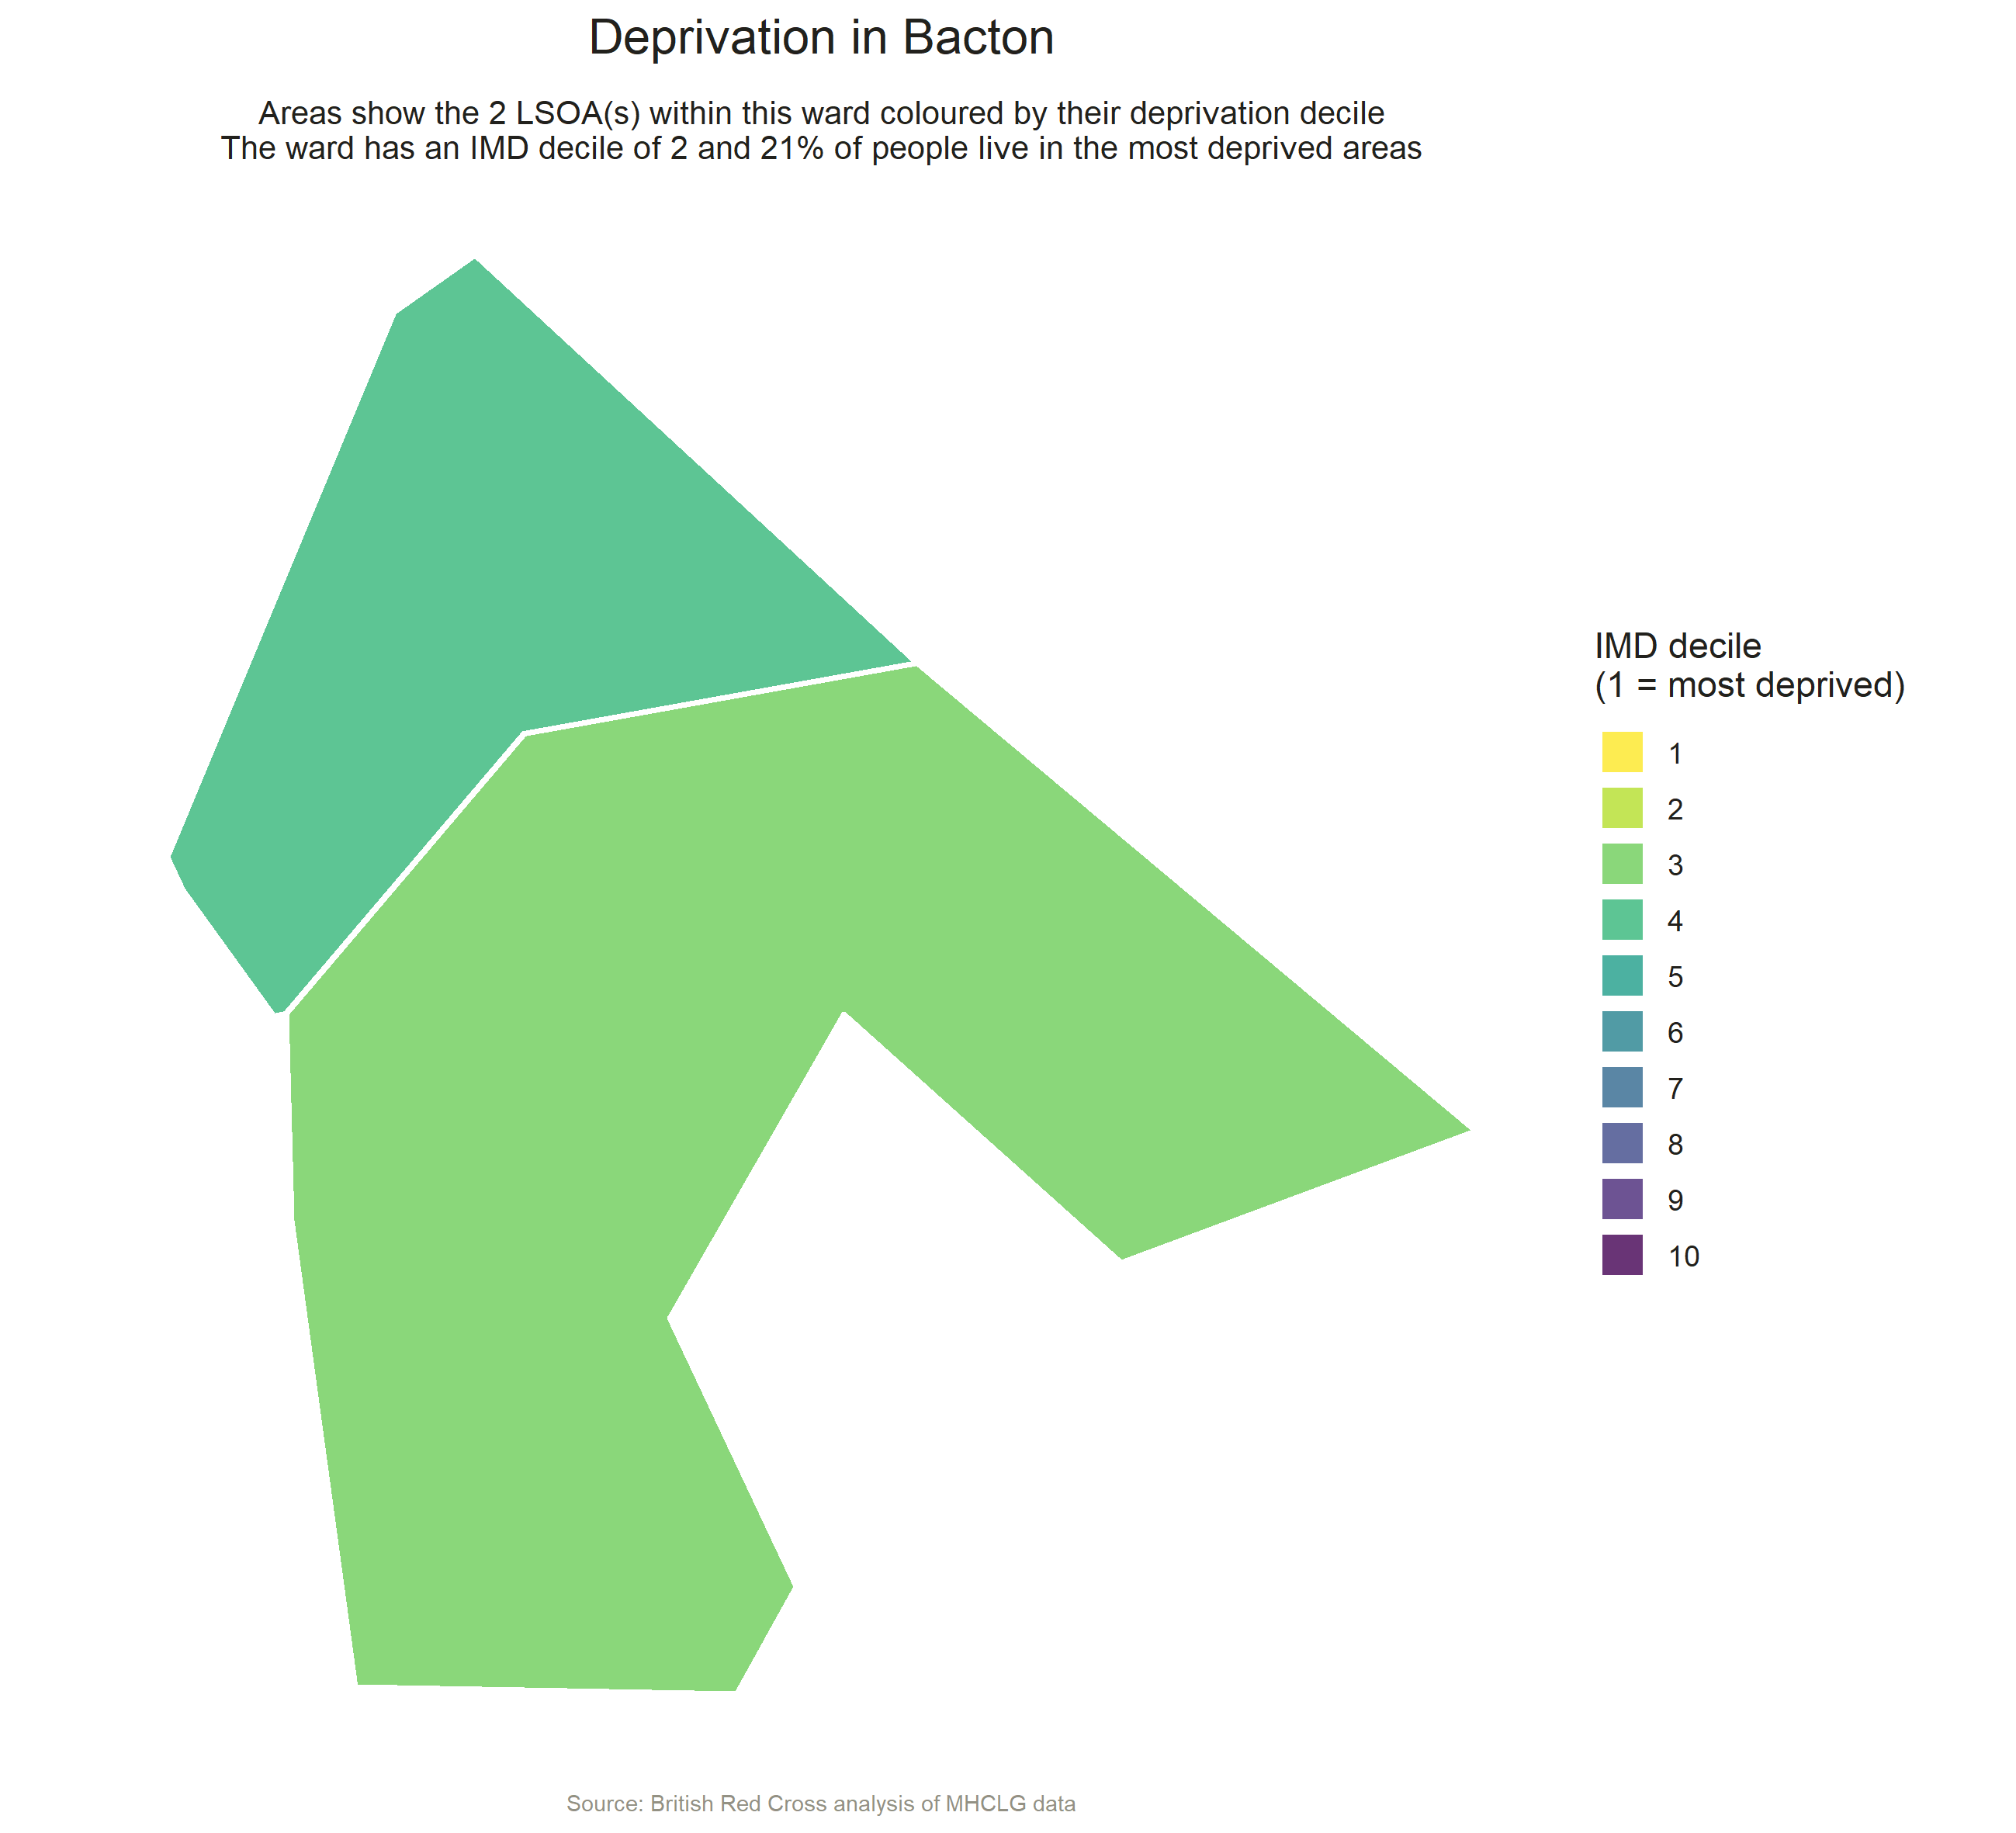 Deprivation in Bacton
Areas show the 2 LSOA(s) within this ward coloured by their deprivation decile
The ward has an IMD decile of 2 and 21% of people live in the most deprived areas
IMD decile
(1 = most deprived)
1
2
3
4
5
6
7
8
9
10
Source: British Red Cross analysis of MHCLG data